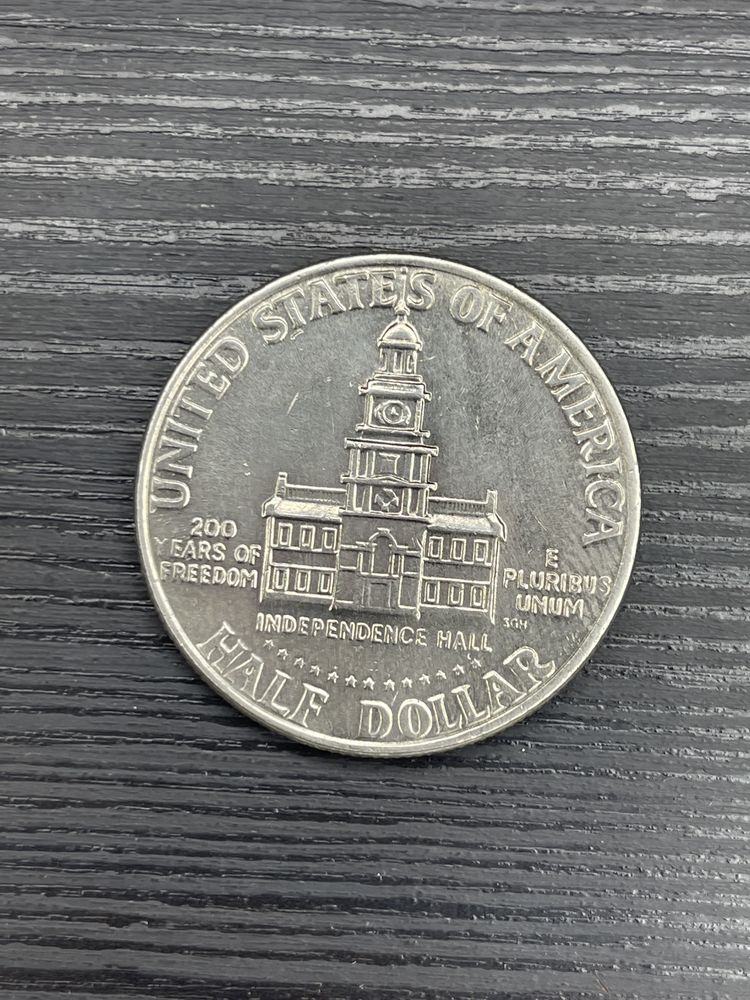 UNITED STATES OF AMERICA
200
YEARS OF
FREEDOM
E
PLURIBUS
UNUM
SGH
INDEPENDENCE HALL
HALF DOLLAR